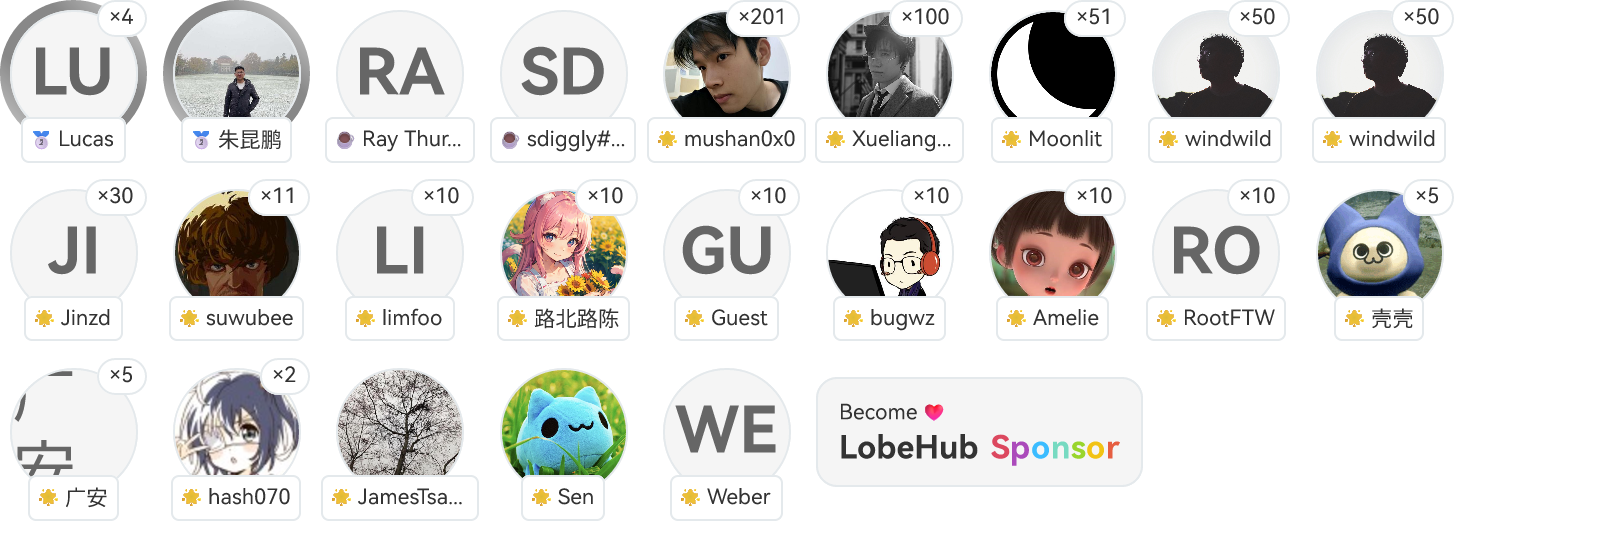 ×4
LU
Lucas
朱昆鹏
RA
Ray Thur...
SD
sdiggly#...
×201
mushan0x0
×100
Xueliang...
×51
Moonlit
×50
windwild
×50
windwild
×30
JI
Jinzd
×11
suwubee
×10
LI
limfoo
×10
路北路陈
×10
GU
Guest
×10
bugwz
×10
Amelie
×10
RO
RootFTW
×5
壳壳
×5
广安
广安
×2
hash070
JamesTsa...
Sen
WE
Weber
Become
LobeHub Sponsor